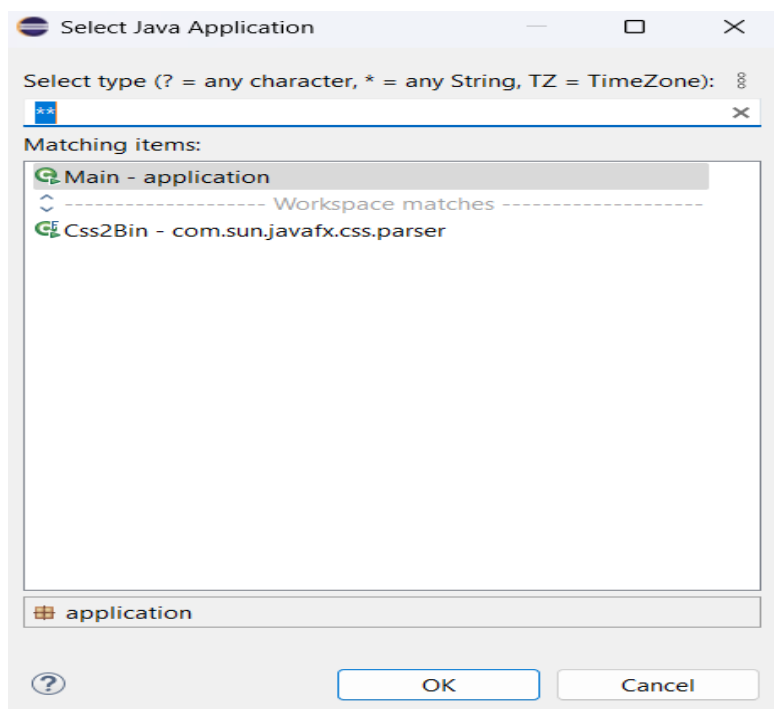 Select Java Application
Select type (? = any character, * = any String, TZ = TimeZone):
**
Matching items:
Main - application
-------------------- Workspace matches --------------------
Css2Bin - com.sun.javafx.css.parser
application
OK Cancel